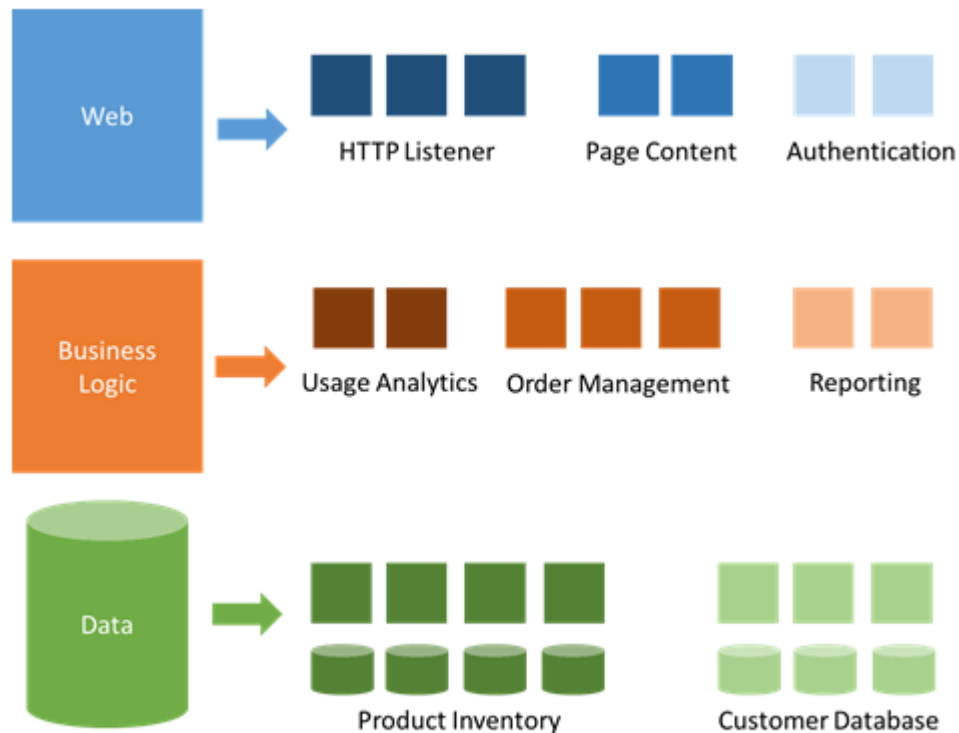 Web
HTTP Listener
Page Content
Authentication
Business
Logic
Usage Analytics
Order Management
Reporting
Data
Product Inventory
Customer Database